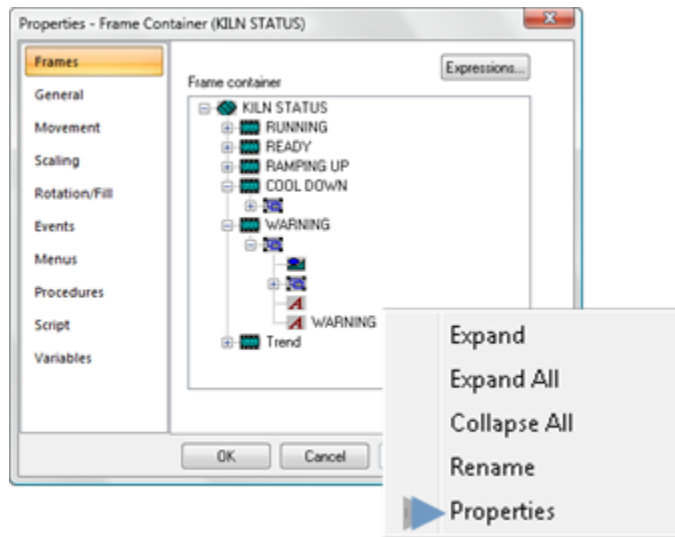 Properties - Frame Container (KILN STATUS)
Frames
General
Movement
Scaling
Rotation/Fill
Events
Menus
Procedures
Script
Variables
Expressions...
Frame container
KILN STATUS
RUNNING
READY
RAMPING UP
COOL DOWN
WARNING
A
A WARNING
Trend
OK Cancel
Expand
Expand All
Collapse All
Rename
Properties